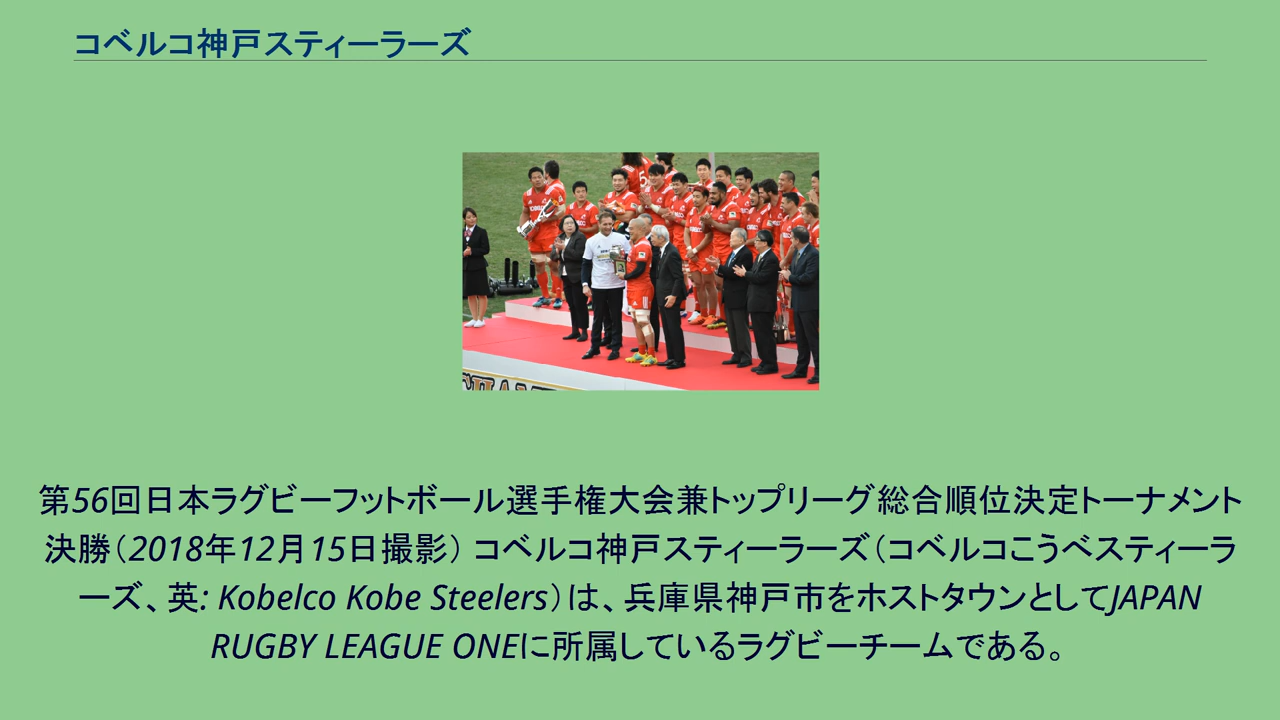 コベルコ神戸スティーラーズ
第56回日本ラグビーフットボール選手権大会兼トップリーグ総合順位決定トーナメント
決勝（2018年12月15日撮影） コベルコ神戸スティーラーズ（コベルコこうベスティーラ
ーズ、英: Kobelco Kobe Steelers）は、兵庫県神戸市をホストタウンとしてJAPAN
RUGBY LEAGUE ONEに所属しているラグビーチームである。